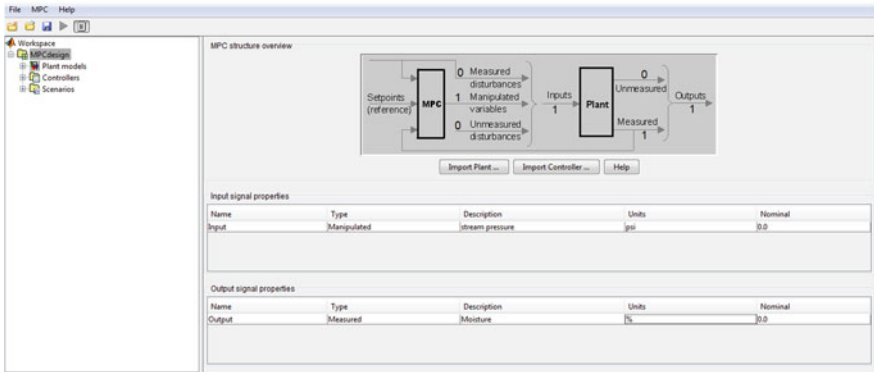 File MPC Help
Workspace
MPCdesign
Plant models
Controllers
Scenarios
MPC structure overview
Setpoints
(reference)
MPC
0 Measured
disturbances
1 Manipulated
variables
0 Unmeasured
disturbances
Inputs
1
Plant
0
Unmeasured
Measured
1
Outputs
1
Import Plant ... Import Controller ... Help
Input signal properties
Name Type Description Units Nominal
Input Manipulated stream pressure psi 0.0
Output signal properties
Name Type Description Units Nominal
Output Measured Moisture % 0.0